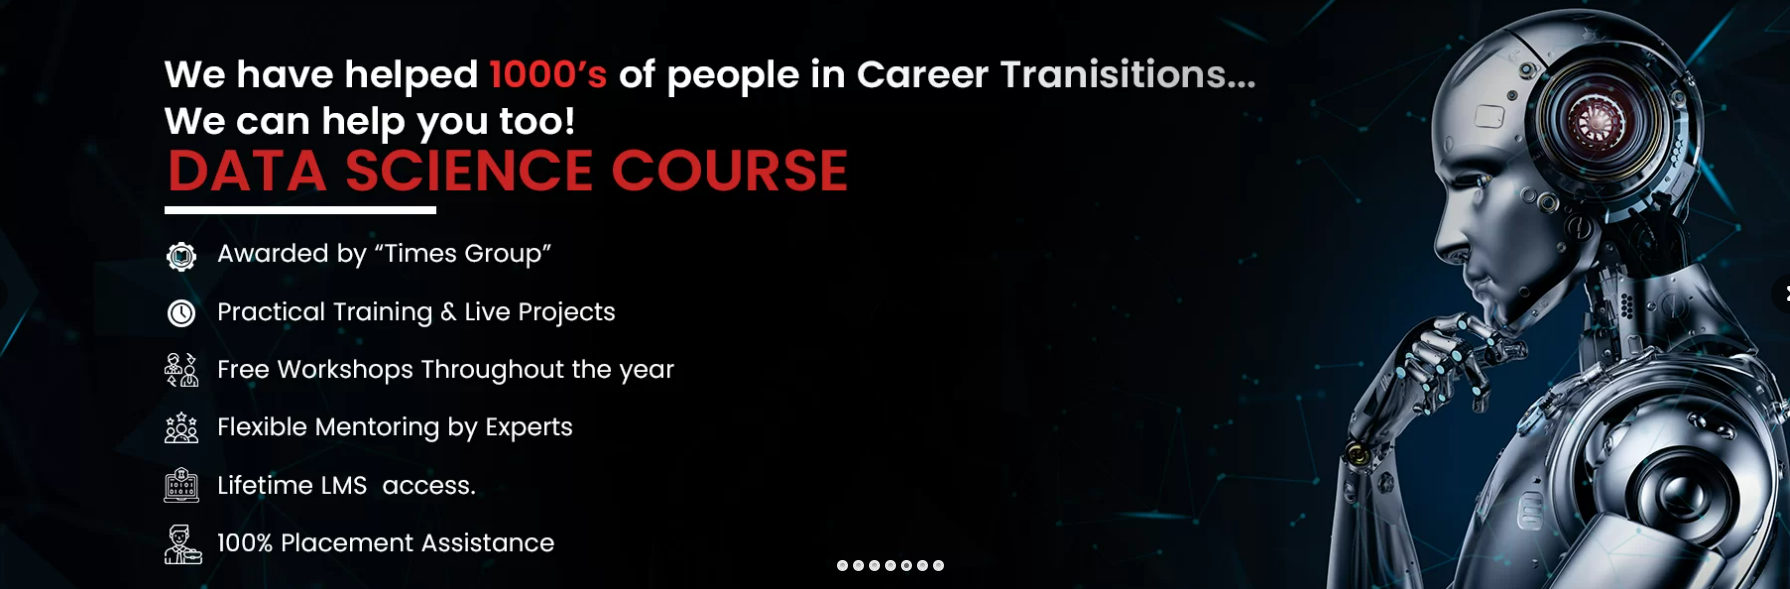 We have helped 1000’s of people in Career Tranisitions...
We can help you too!
DATA SCIENCE COURSE
Awarded by “Times Group”
Practical Training & Live Projects
Free Workshops Throughout the year
Flexible Mentoring by Experts
Lifetime LMS  access.
100% Placement Assistance